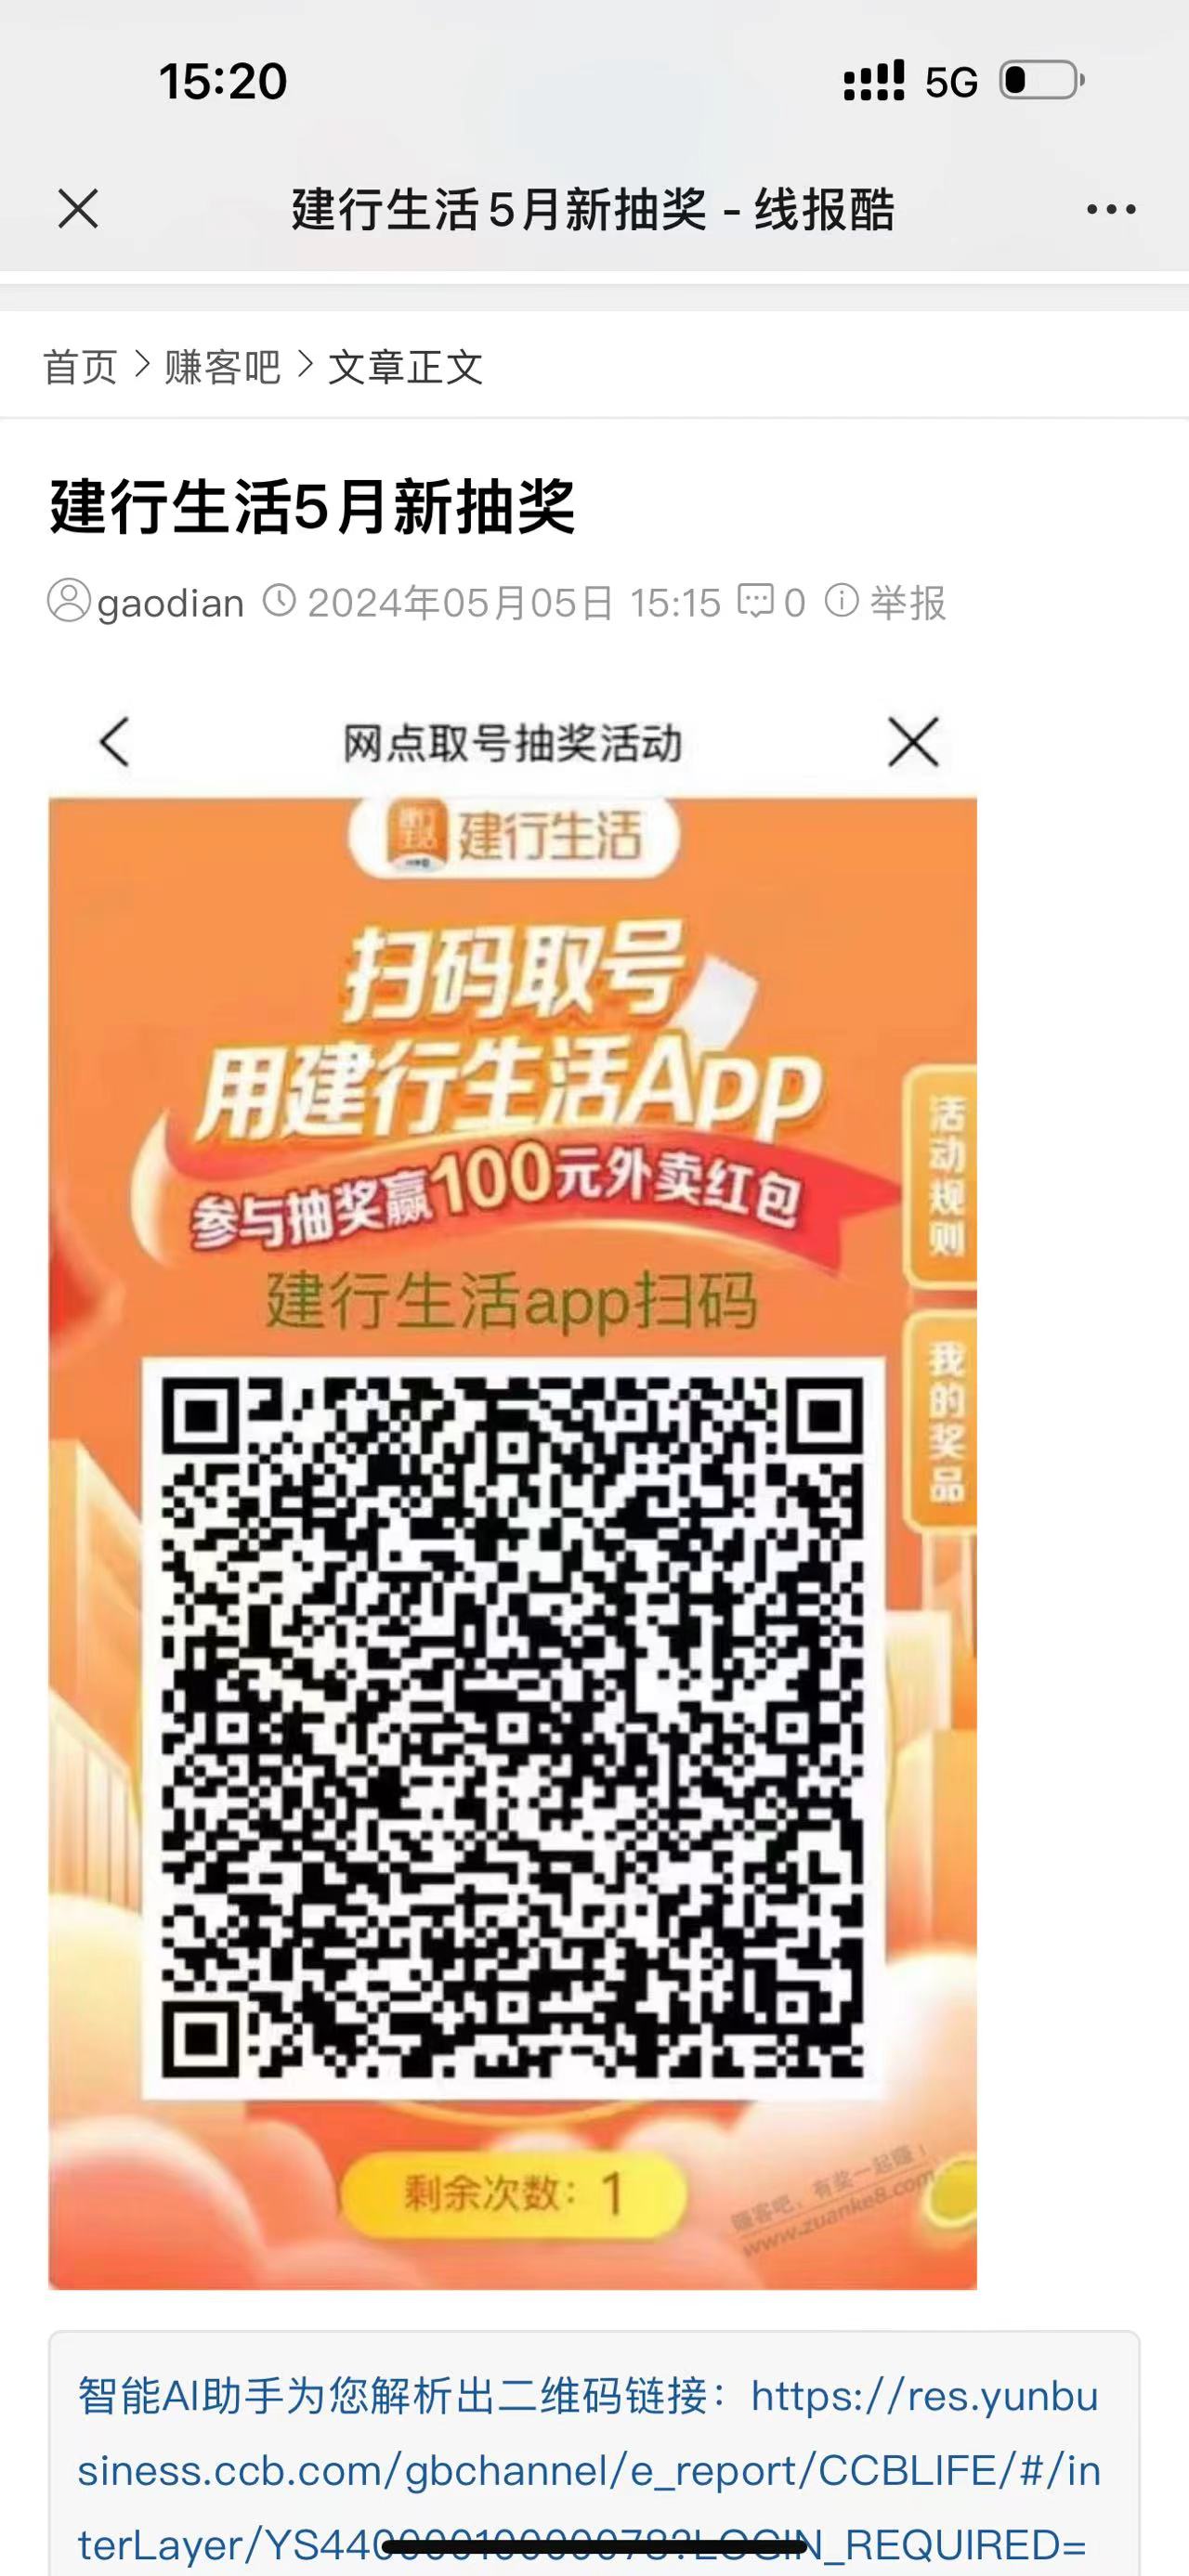 15:20
5G
建行生活5月新抽奖 - 线报酷
首页 > 赚客吧 > 文章正文
建行生活5月新抽奖
gaodian 2024年05月05日 15:15 0 举报
网点取号抽奖活动
建行生活
扫码取号
用建行生活App
参与抽奖赢100元外卖红包
活动规则
建行生活app扫码
我的奖品
剩余次数：1
赚客吧，有奖一起赚！
www.zuanke8.com
智能AI助手为您解析出二维码链接：https://res.yunbu
siness.ccb.com/gbchannel/e_report/CCBLIFE/#/in
terLayer/YS44000010000078?LOGIN_REQUIRED=